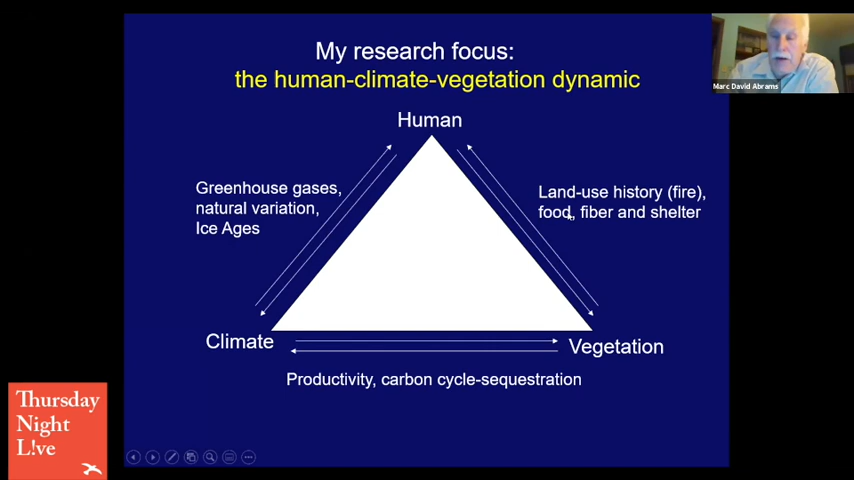 My research focus:
the human-climate-vegetation dynamic
Marc David Abrams
Human
Greenhouse gases,
natural variation,
Ice Ages
Land-use history (fire),
food, fiber and shelter
Climate
Vegetation
Productivity, carbon cycle-sequestration
Thursday
Night
L!ve